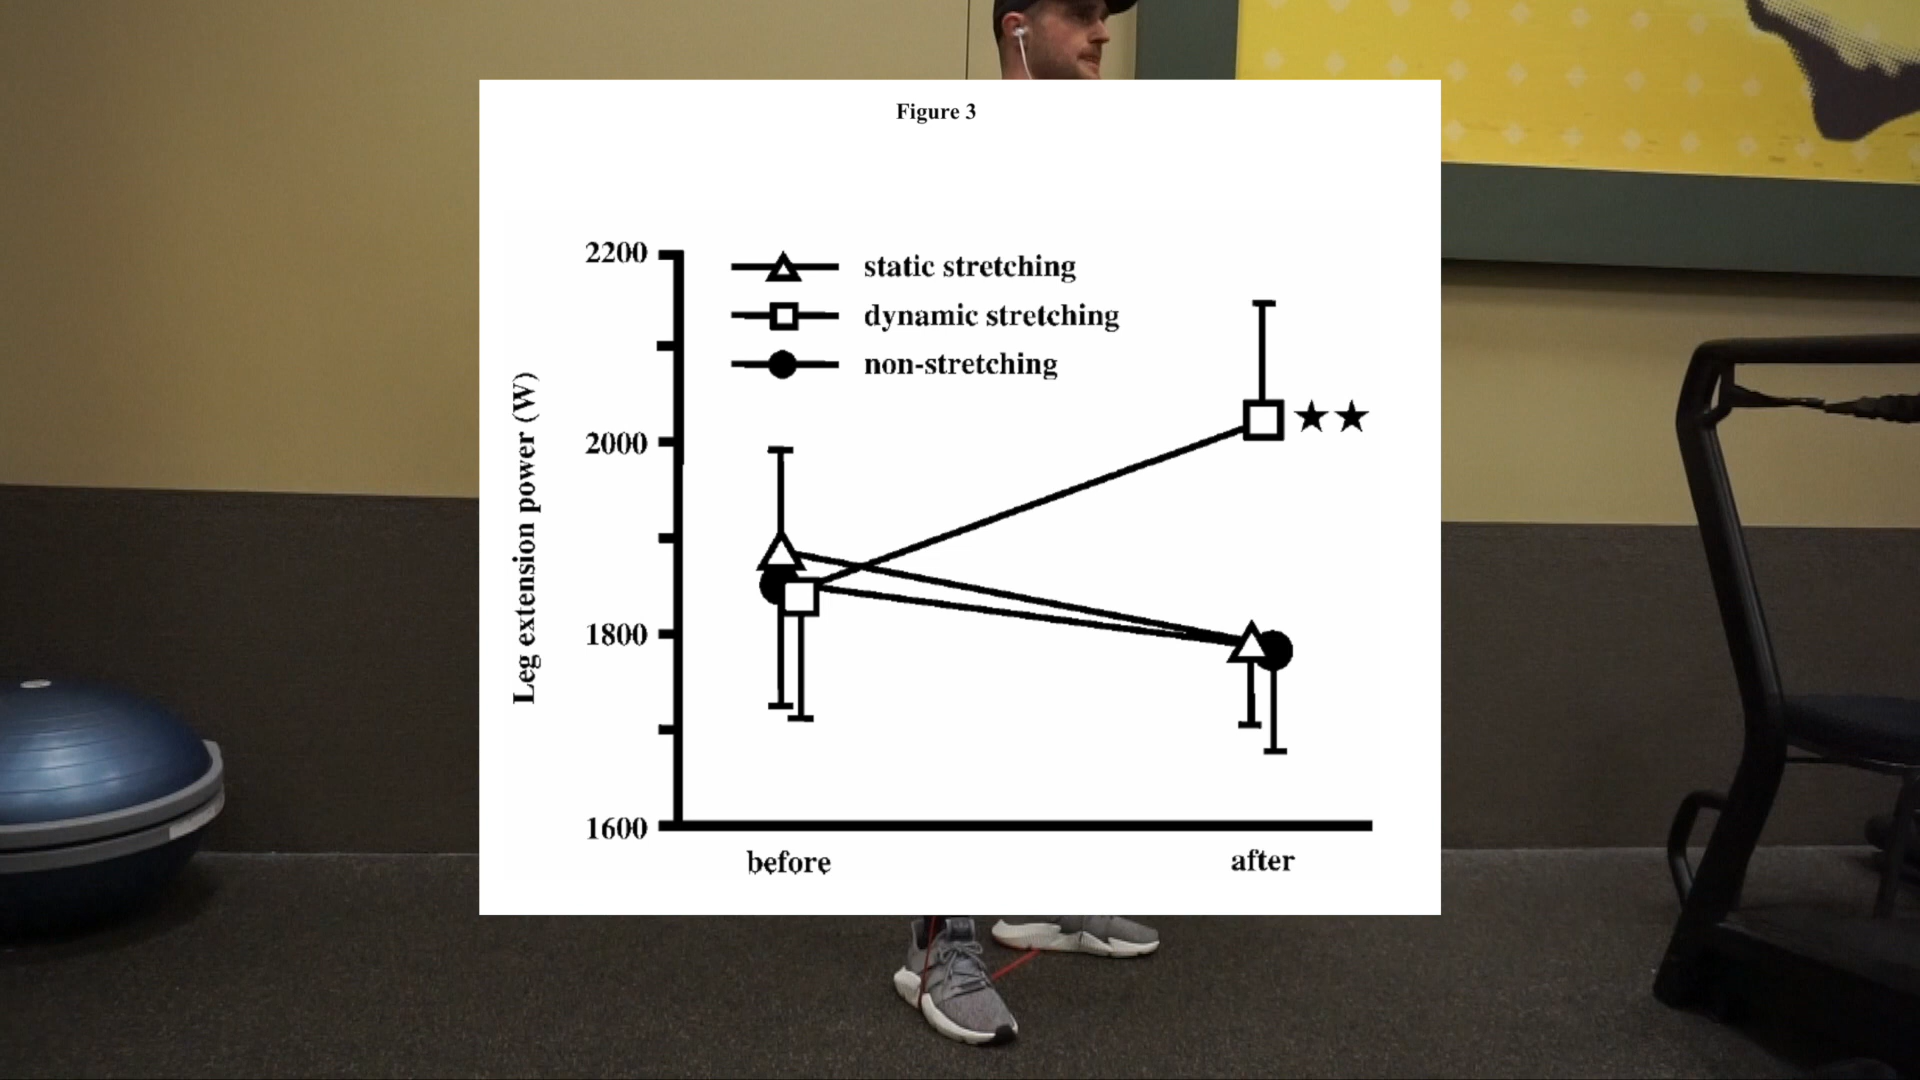 Figure 3
2200
static stretching
dynamic stretching
non-stretching
★★
Leg extension power (W)
2000
1800
1600
before
after